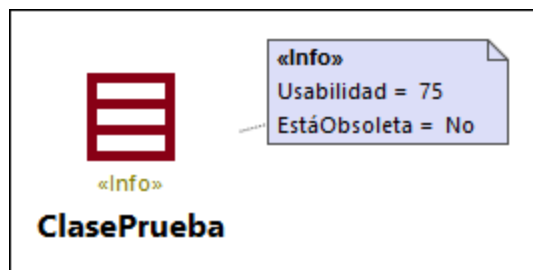 «Info»
Usabilidad = 75
EstáObsoleta = No
«Info»
ClasePrueba